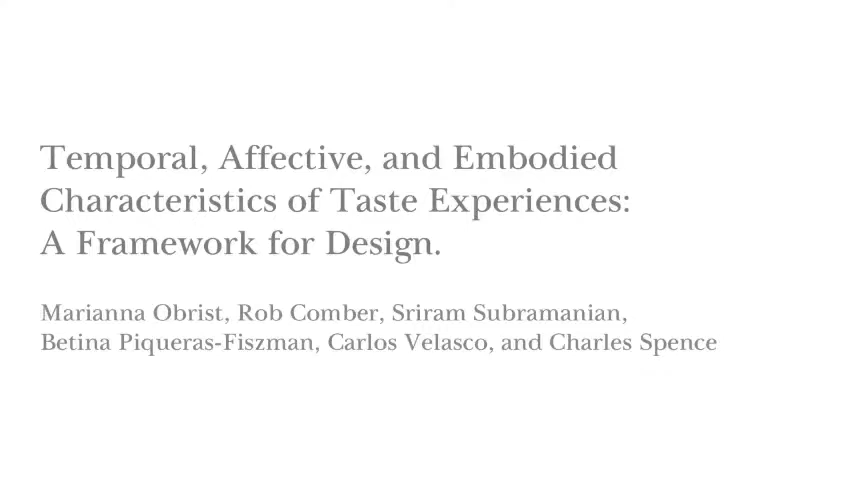 Temporal, Affective, and Embodied
Characteristics of Taste Experiences:
A Framework for Design.
Marianna Obrist, Rob Comber, Sriram Subramanian,
Betina Piqueras-Fiszman, Carlos Velasco, and Charles Spence